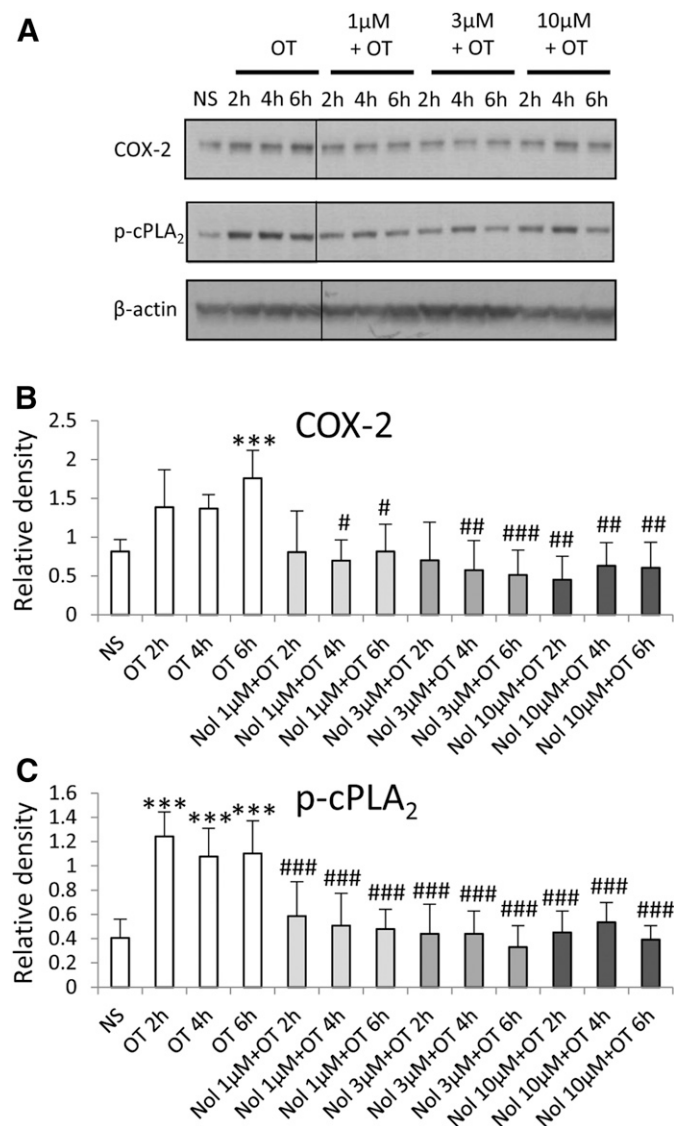 A
1µM 3µM 10µM
OT + OT + OT + OT
NS 2h 4h 6h 2h 4h 6h 2h 4h 6h 2h 4h 6h
COX-2
p-cPLA₂
β-actin
B
COX-2
Relative density
2.5
2
1.5
1
0.5
0
***
# # ## ### ## ## ##
NS
OT 2h
OT 4h
OT 6h
Nol 1µM+OT 2h
Nol 1µM+OT 4h
Nol 1µM+OT 6h
Nol 3µM+OT 2h
Nol 3µM+OT 4h
Nol 3µM+OT 6h
Nol 10µM+OT 2h
Nol 10µM+OT 4h
Nol 10µM+OT 6h
C
p-cPLA₂
Relative density
1.6
1.4
1.2
1
0.8
0.6
0.4
0.2
0
*** *** ***
### ### ### ### ### ### ### ### ###
NS
OT 2h
OT 4h
OT 6h
Nol 1µM+OT 2h
Nol 1µM+OT 4h
Nol 1µM+OT 6h
Nol 3µM+OT 2h
Nol 3µM+OT 4h
Nol 3µM+OT 6h
Nol 10µM+OT 2h
Nol 10µM+OT 4h
Nol 10µM+OT 6h